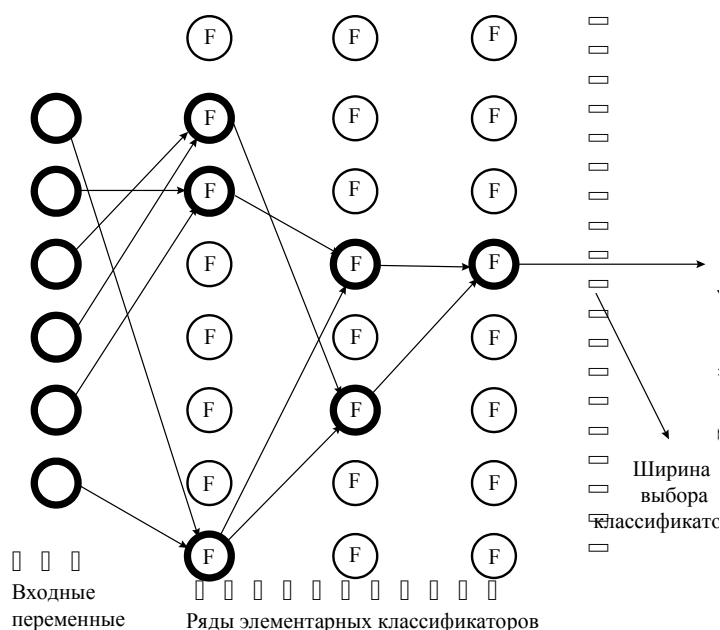 F F F
F F F
F F F
F F F
F F F
F F F
F F F
F F F
Ширина
выбора
классификато
Входные
переменные
Ряды элементарных классификаторов